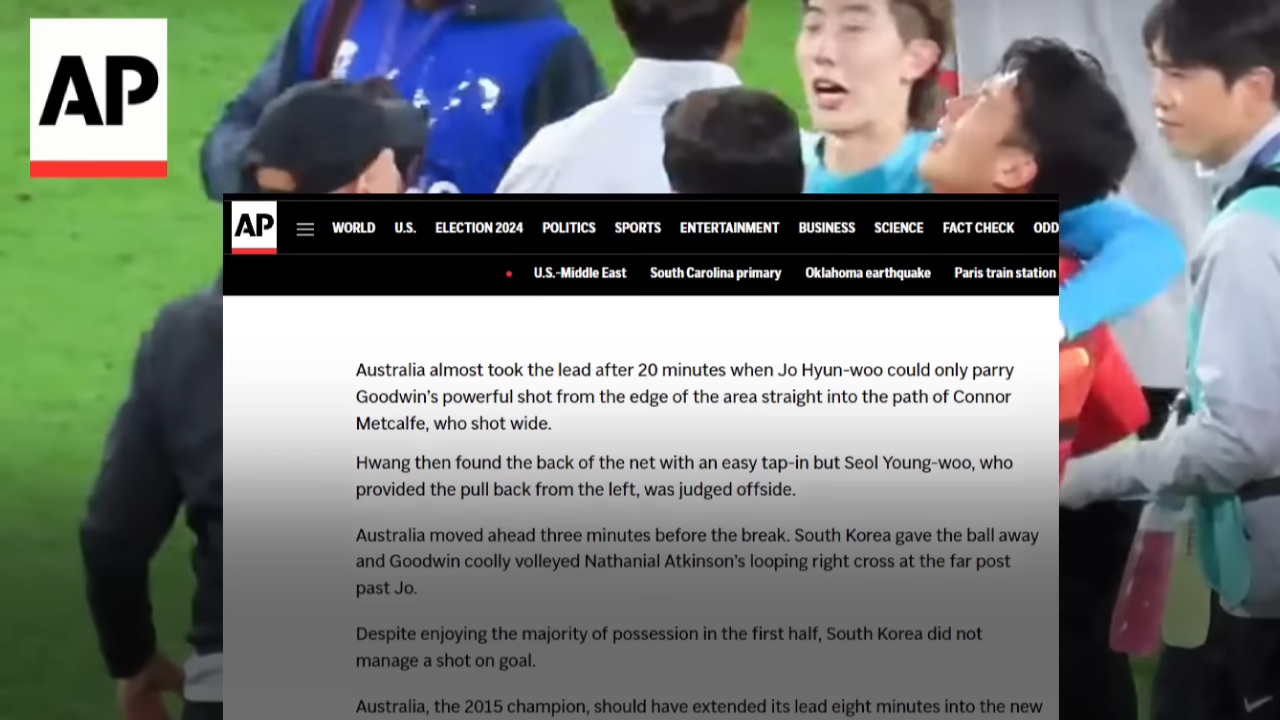 AP
AP
WORLD U.S. ELECTION 2024 POLITICS SPORTS ENTERTAINMENT BUSINESS SCIENCE FACT CHECK ODD
U.S.-Middle East South Carolina primary Oklahoma earthquake Paris train station
Australia almost took the lead after 20 minutes when Jo Hyun-woo could only parry
Goodwin’s powerful shot from the edge of the area straight into the path of Connor
Metcalfe, who shot wide.
Hwang then found the back of the net with an easy tap-in but Seol Young-woo, who
provided the pull back from the left, was judged offside.
Australia moved ahead three minutes before the break. South Korea gave the ball away
and Goodwin coolly volleyed Nathanial Atkinson’s looping right cross at the far post
past Jo.
Despite enjoying the majority of possession in the first half, South Korea did not
manage a shot on goal.
Australia, the 2015 champion, should have extended its lead eight minutes into the new